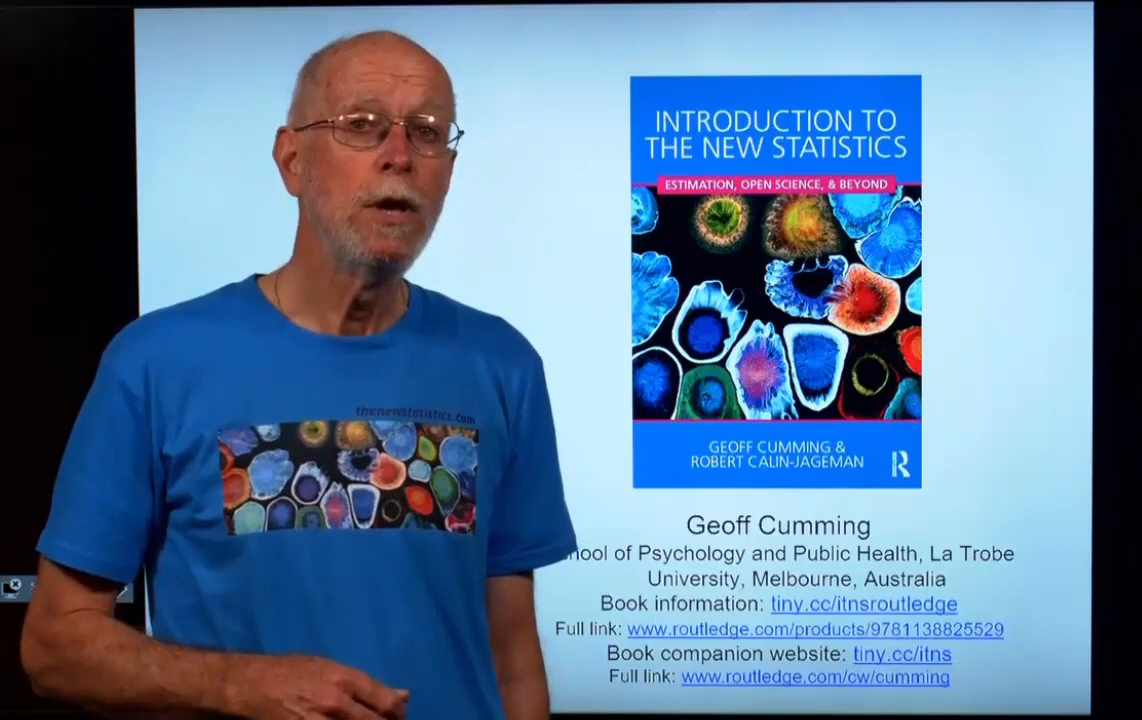 INTRODUCTION TO
THE NEW STATISTICS
ESTIMATION, OPEN SCIENCE, & BEYOND
GEOFF CUMMING &
ROBERT CALIN-JAGEMAN
R
thenewstatistics.com
Geoff Cumming
hool of Psychology and Public Health, La Trobe
University, Melbourne, Australia
Book information: tiny.cc/itnsroutledge
Full link: www.routledge.com/products/9781138825529
Book companion website: tiny.cc/itns
Full link: www.routledge.com/cw/cumming